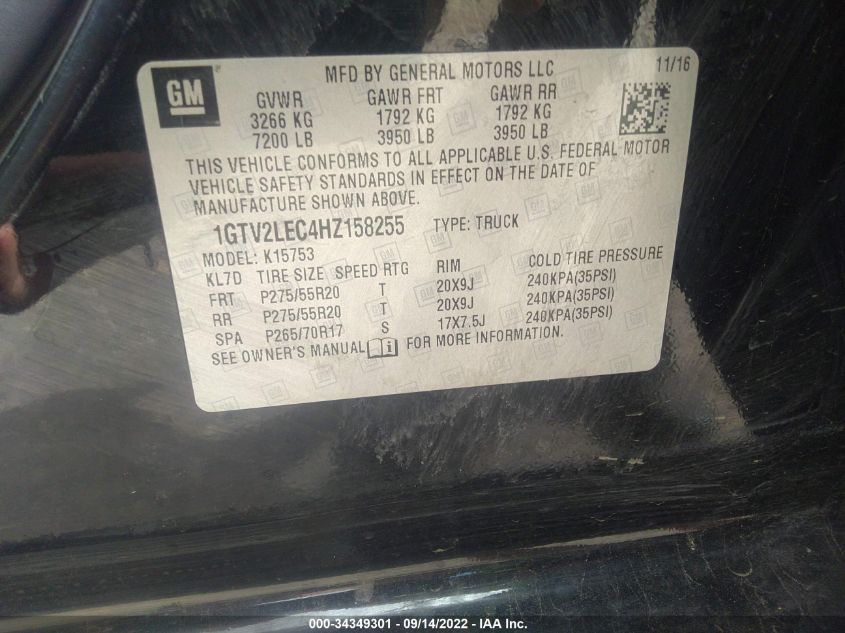 GM
MFD BY GENERAL MOTORS LLC 11/16
GVWR GAWR FRT GAWR RR
3266 KG 1792 KG 1792 KG
7200 LB 3950 LB 3950 LB
THIS VEHICLE CONFORMS TO ALL APPLICABLE U.S. FEDERAL MOTOR
VEHICLE SAFETY STANDARDS IN EFFECT ON THE DATE OF
MANUFACTURE SHOWN ABOVE.
1GTV2LEC4HZ158255 TYPE: TRUCK
MODEL: K15753
KL7D TIRE SIZE SPEED RTG RIM COLD TIRE PRESSURE
FRT P275/55R20 T 20X9J 240KPA(35PSI)
RR P275/55R20 T 20X9J 240KPA(35PSI)
SPA P265/70R17 S 17X7.5J 240KPA(35PSI)
SEE OWNER'S MANUAL i FOR MORE INFORMATION.
000-34349301 - 09/14/2022 - IAA Inc.